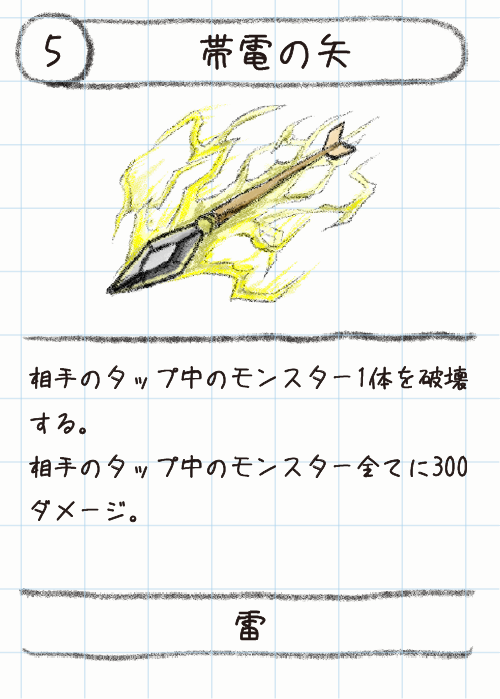 5
帯電の矢
相手のタップ中のモンスター1体を破壊
する。
相手のタップ中のモンスター全てに300
ダメージ。
雷